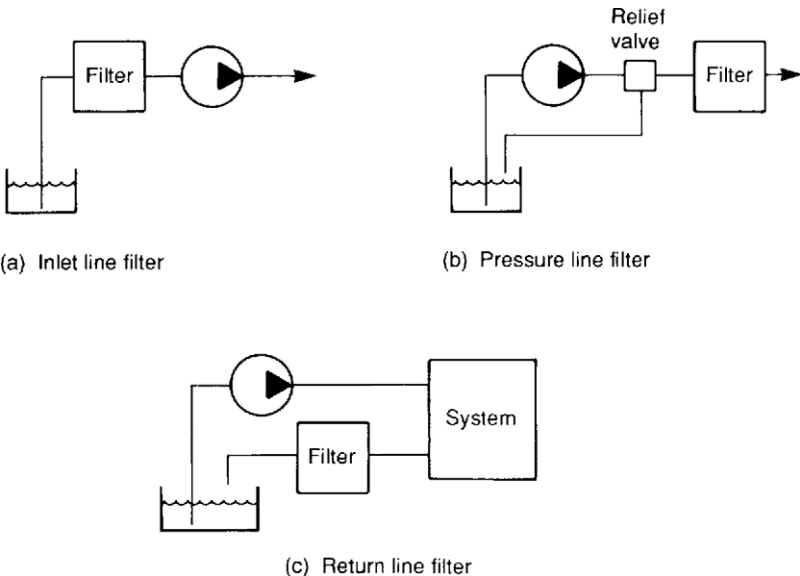 Filter
(a) Inlet line filter
Relief
valve
Filter
(b) Pressure line filter
System
Filter
(c) Return line filter